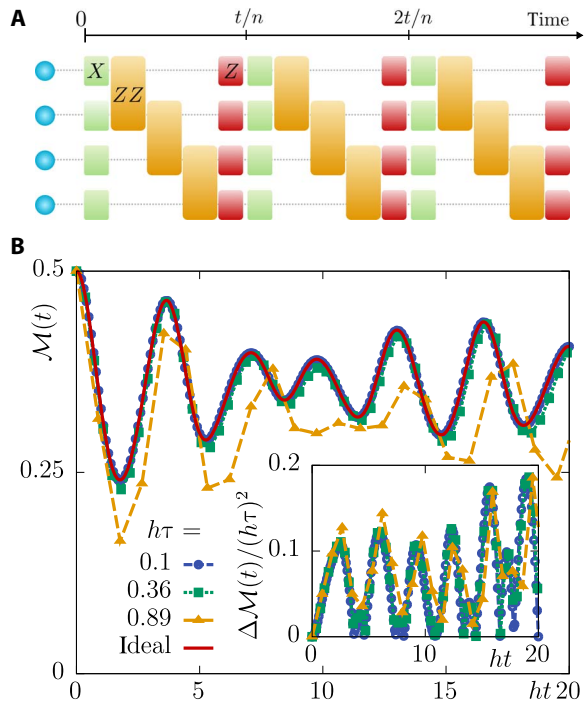 A
0 t/n 2t/n Time
X Z
ZZ
B
0.5
0.25
0
ℳ(t)
hτ =
0.1
0.36
0.89
Ideal
0.2
0.1
0
Δℳ(t)/(hτ)²
0 10 ht 20
0 5 10 15 ht 20